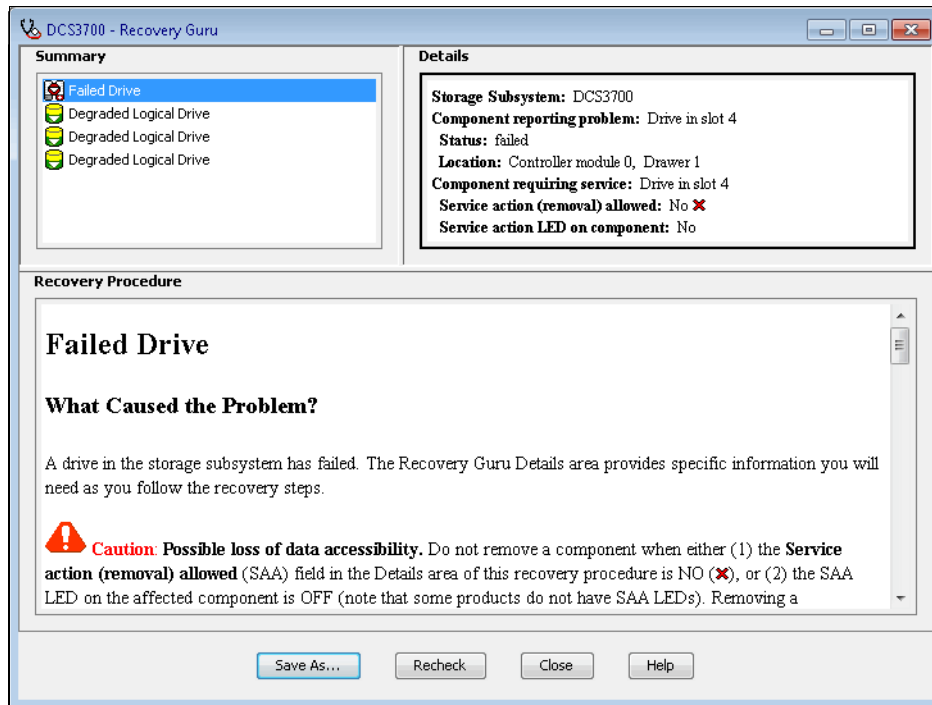 DCS3700 - Recovery Guru
Summary
Failed Drive
Degraded Logical Drive
Degraded Logical Drive
Degraded Logical Drive
Details
Storage Subsystem: DCS3700
Component reporting problem: Drive in slot 4
Status: failed
Location: Controller module 0, Drawer 1
Component requiring service: Drive in slot 4
Service action (removal) allowed: No
Service action LED on component: No
Recovery Procedure
Failed Drive
What Caused the Problem?
A drive in the storage subsystem has failed. The Recovery Guru Details area provides specific information you will
need as you follow the recovery steps.
Caution: Possible loss of data accessibility. Do not remove a component when either (1) the Service
action (removal) allowed (SAA) field in the Details area of this recovery procedure is NO (✖), or (2) the SAA
LED on the affected component is OFF (note that some products do not have SAA LEDs). Removing a
Save As...
Recheck
Close
Help